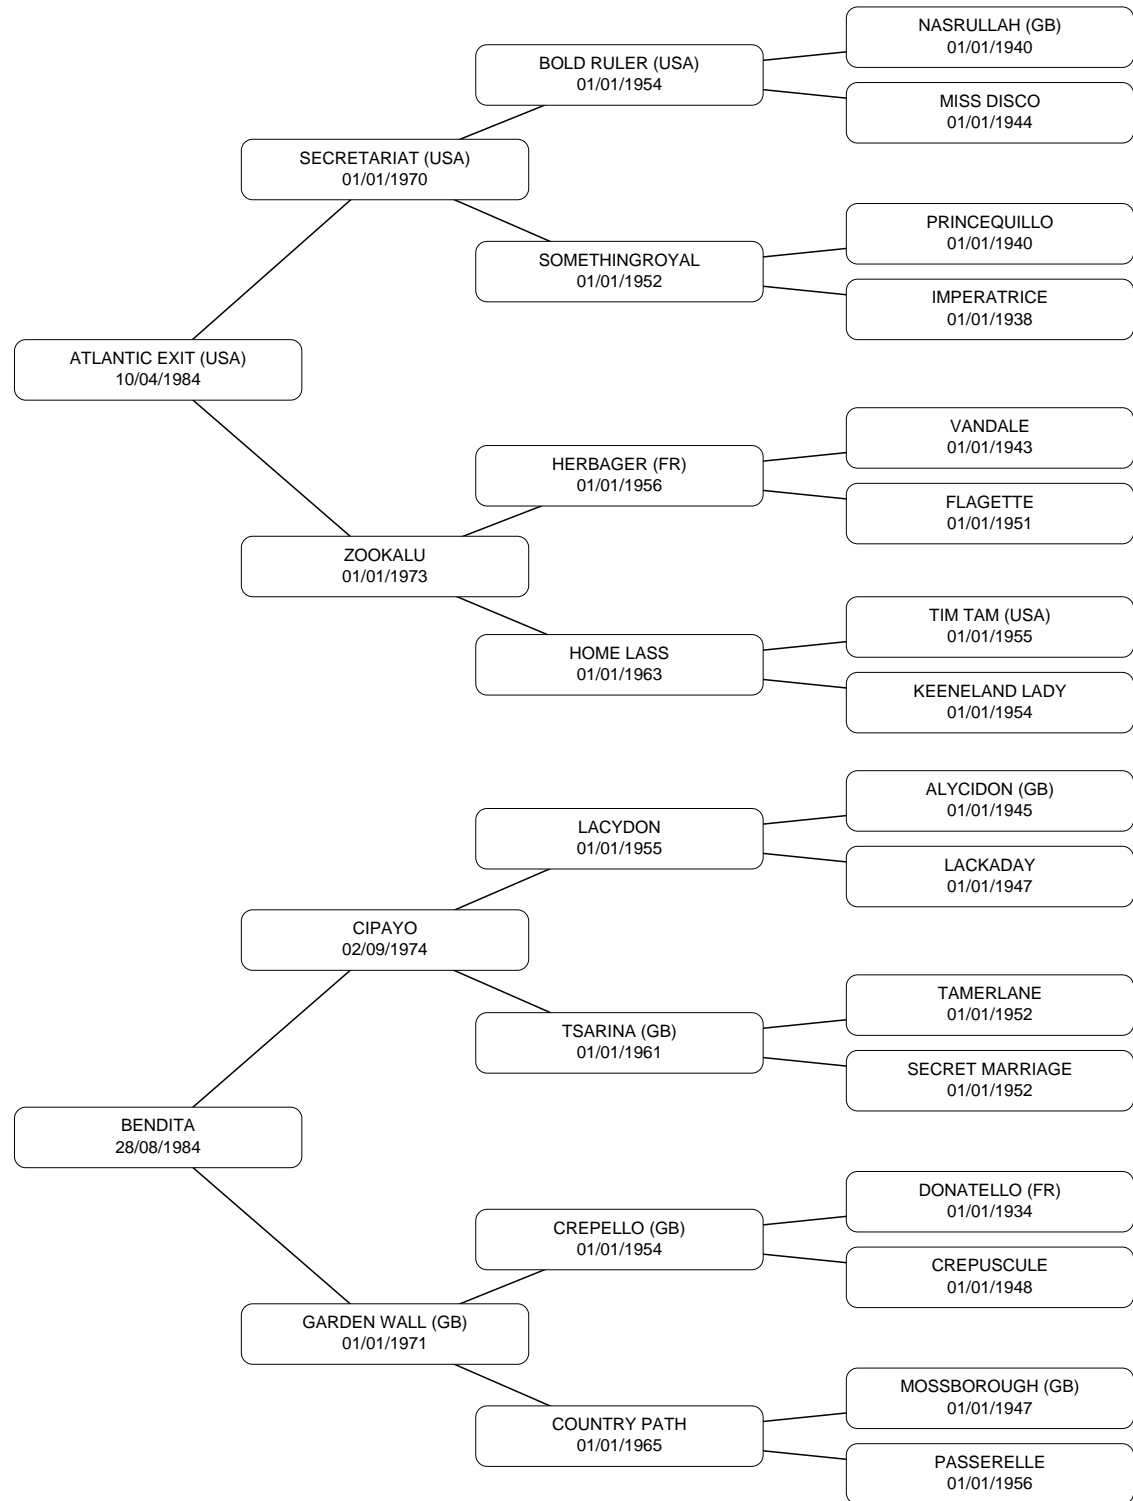 NASRULLAH (GB)
01/01/1940
BOLD RULER (USA)
01/01/1954
MISS DISCO
01/01/1944
SECRETARIAT (USA)
01/01/1970
PRINCEQUILLO
01/01/1940
SOMETHINGROYAL
01/01/1952
IMPERATRICE
01/01/1938
ATLANTIC EXIT (USA)
10/04/1984
VANDALE
01/01/1943
HERBAGER (FR)
01/01/1956
FLAGETTE
01/01/1951
ZOOKALU
01/01/1973
TIM TAM (USA)
01/01/1955
HOME LASS
01/01/1963
KEENELAND LADY
01/01/1954
ALYCIDON (GB)
01/01/1945
LACYDON
01/01/1955
LACKADAY
01/01/1947
CIPAYO
02/09/1974
TAMERLANE
01/01/1952
TSARINA (GB)
01/01/1961
SECRET MARRIAGE
01/01/1952
BENDITA
28/08/1984
DONATELLO (FR)
01/01/1934
CREPELLO (GB)
01/01/1954
CREPUSCULE
01/01/1948
GARDEN WALL (GB)
01/01/1971
MOSSBOROUGH (GB)
01/01/1947
COUNTRY PATH
01/01/1965
PASSERELLE
01/01/1956